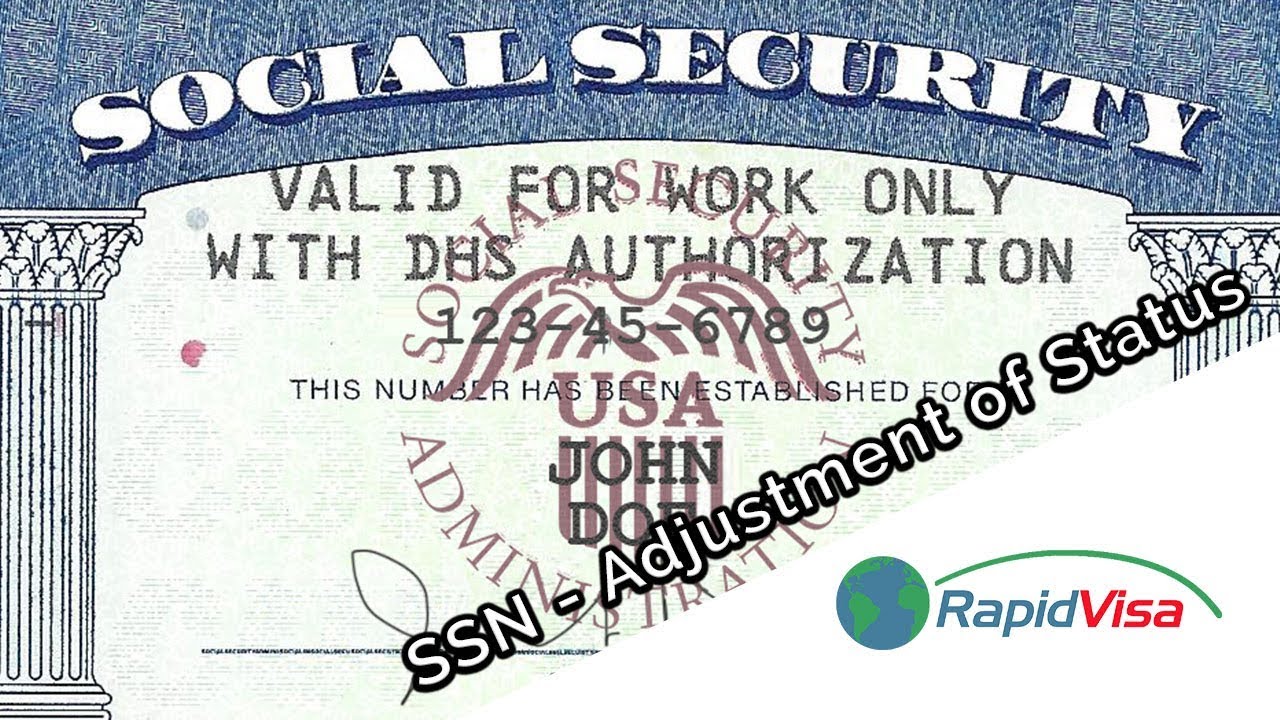 SOCIAL SECURITY
VALID FOR WORK ONLY
WITH DHS AUTHORIZATION
123-45-6789
THIS NUMBER HAS BEEN ESTABLISHED FOR
JOHN
DOE
SOCIAL SECURITY
ADMINISTRATION
USA
SSN - Adjustment of Status
RapidVisa